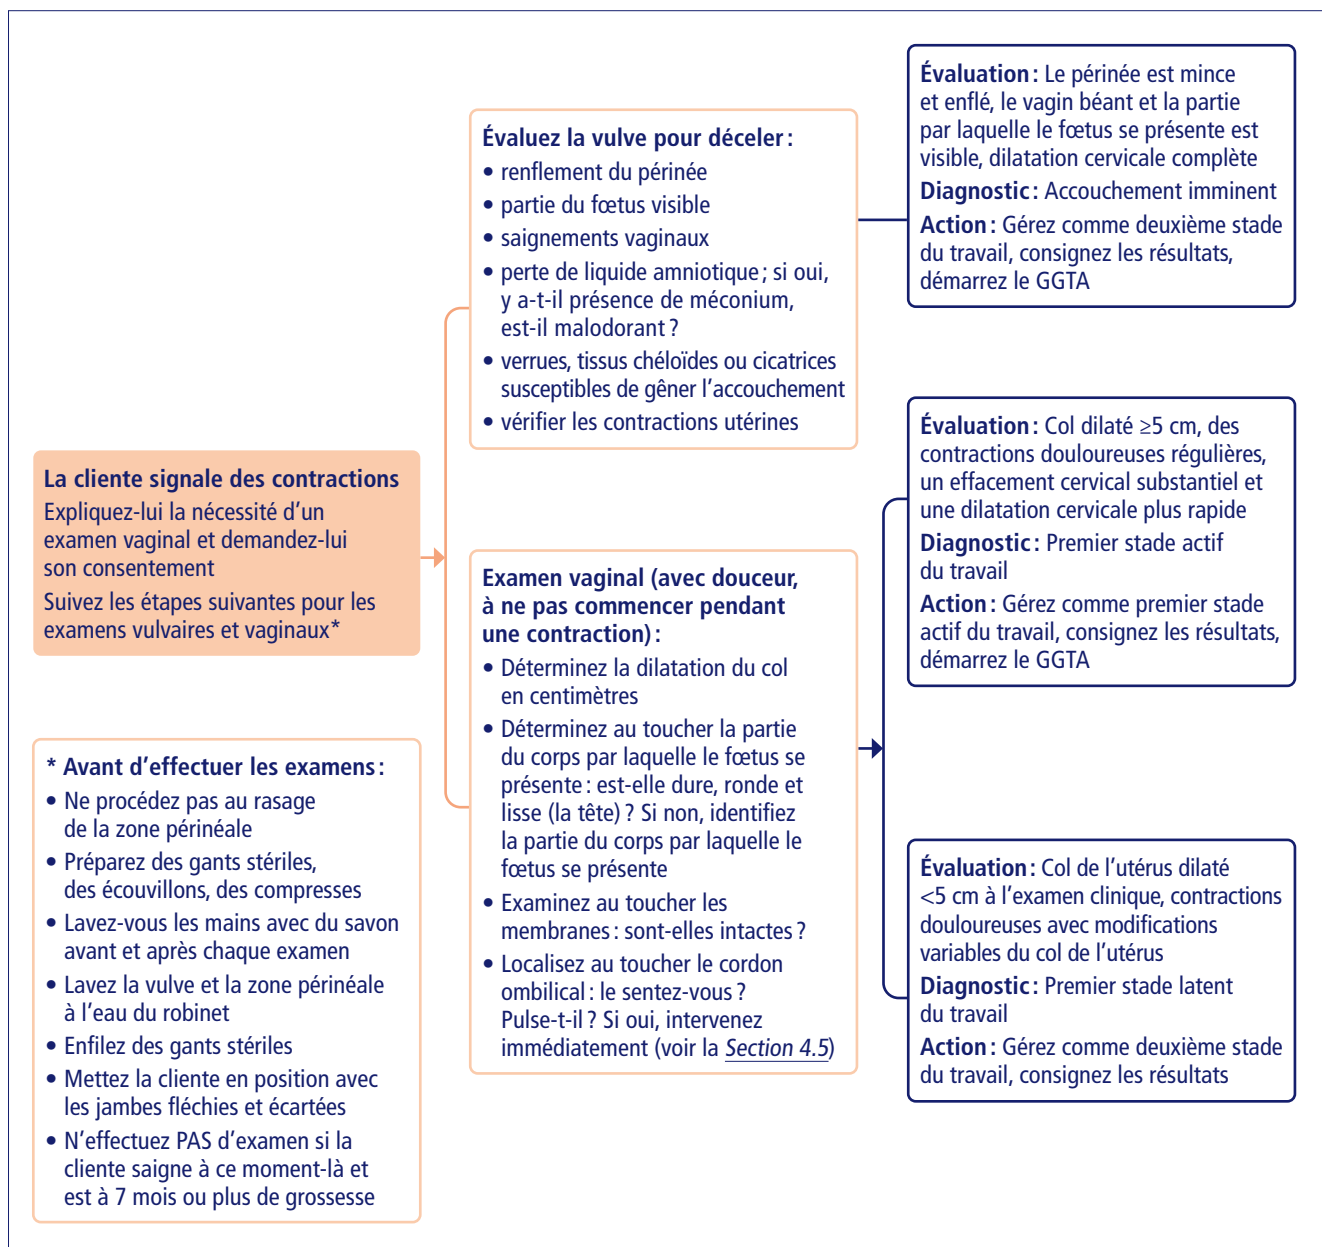 La cliente signale des contractions
Expliquez-lui la nécessité d’un
examen vaginal et demandez-lui
son consentement
Suivez les étapes suivantes pour les
examens vulvaires et vaginaux*
* Avant d’effectuer les examens :
• Ne procédez pas au rasage
de la zone périnéale
• Préparez des gants stériles,
des écouvillons, des compresses
• Lavez-vous les mains avec du savon
avant et après chaque examen
• Lavez la vulve et la zone périnéale
à l’eau du robinet
• Enfilez des gants stériles
• Mettez la cliente en position avec
les jambes fléchies et écartées
• N’effectuez PAS d’examen si la
cliente saigne à ce moment-là et
est à 7 mois ou plus de grossesse
Évaluez la vulve pour déceler :
• renflement du périnée
• partie du fœtus visible
• saignements vaginaux
• perte de liquide amniotique ; si oui,
y a-t-il présence de méconium,
est-il malodorant ?
• verrues, tissus chéloïdes ou cicatrices
susceptibles de gêner l’accouchement
• vérifier les contractions utérines
Examen vaginal (avec douceur,
à ne pas commencer pendant
une contraction) :
• Déterminez la dilatation du col
en centimètres
• Déterminez au toucher la partie
du corps par laquelle le fœtus se
présente : est-elle dure, ronde et
lisse (la tête) ? Si non, identifiez
la partie du corps par laquelle le
fœtus se présente
• Examinez au toucher les
membranes : sont-elles intactes ?
• Localisez au toucher le cordon
ombilical : le sentez-vous ?
Pulse-t-il ? Si oui, intervenez
immédiatement (voir la Section 4.5)
Évaluation : Le périnée est mince
et enflé, le vagin béant et la partie
par laquelle le fœtus se présente est
visible, dilatation cervicale complète
Diagnostic : Accouchement imminent
Action : Gérez comme deuxième stade
du travail, consignez les résultats,
démarrez le GGTA
Évaluation : Col dilaté ≥5 cm, des
contractions douloureuses régulières,
un effacement cervical substantiel et
une dilatation cervicale plus rapide
Diagnostic : Premier stade actif
du travail
Action : Gérez comme premier stade
actif du travail, consignez les résultats,
démarrez le GGTA
Évaluation : Col de l’utérus dilaté
<5 cm à l’examen clinique, contractions
douloureuses avec modifications
variables du col de l’utérus
Diagnostic : Premier stade latent
du travail
Action : Gérez comme deuxième stade
du travail, consignez les résultats